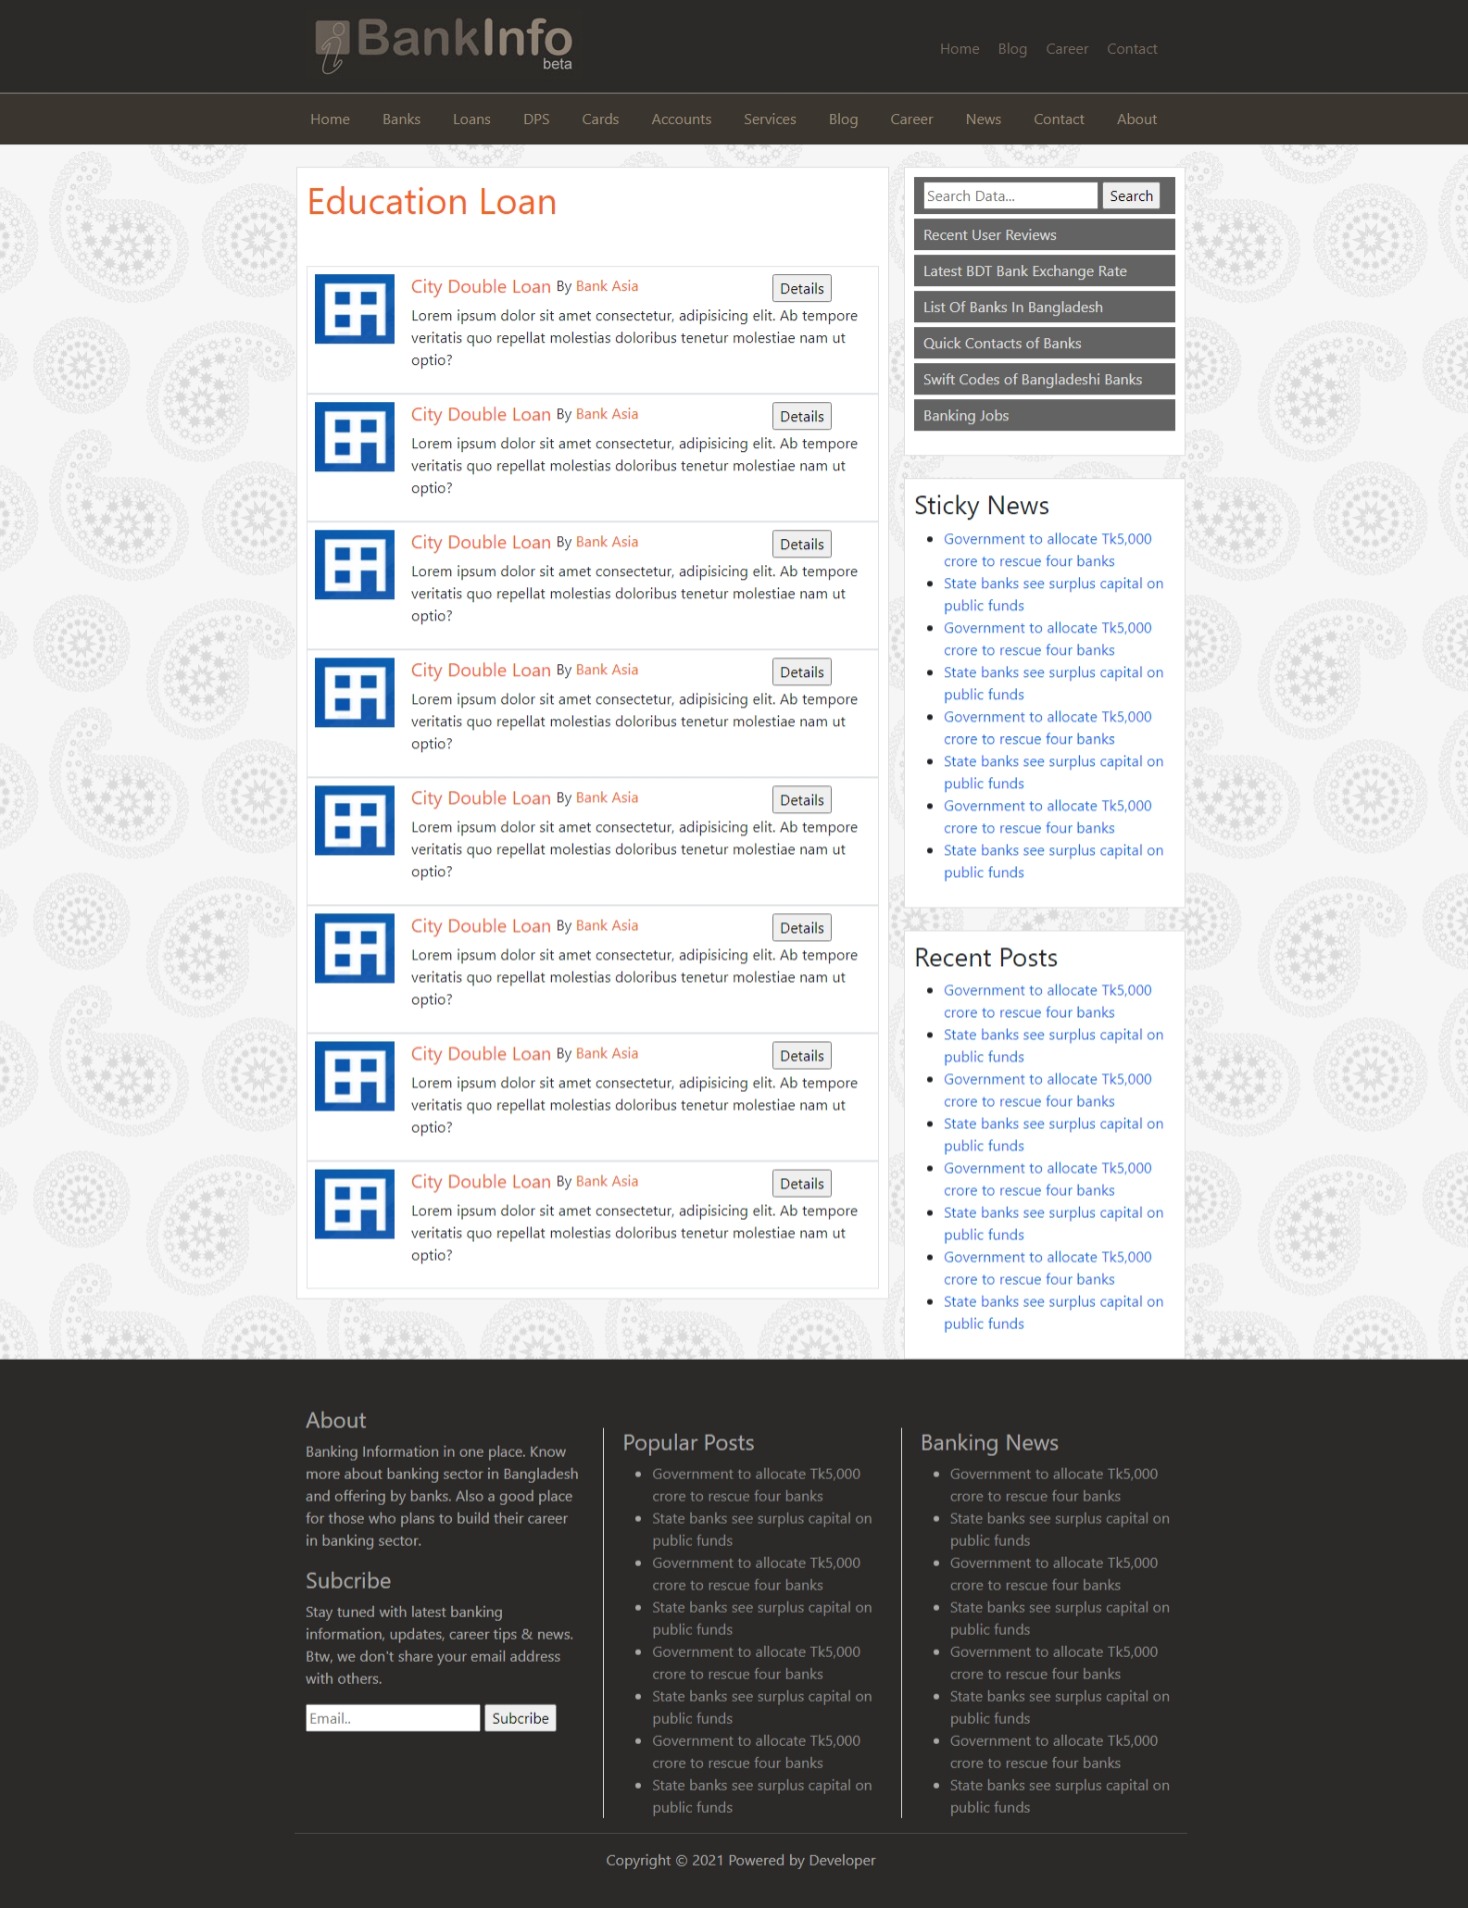 BankInfo
beta
Home Blog Career Contact
Home Banks Loans DPS Cards Accounts Services Blog Career News Contact About
Education Loan
City Double Loan By Bank Asia
Details
Lorem ipsum dolor sit amet consectetur, adipisicing elit. Ab tempore
veritatis quo repellat molestias doloribus tenetur molestiae nam ut
optio?
City Double Loan By Bank Asia
Details
Lorem ipsum dolor sit amet consectetur, adipisicing elit. Ab tempore
veritatis quo repellat molestias doloribus tenetur molestiae nam ut
optio?
City Double Loan By Bank Asia
Details
Lorem ipsum dolor sit amet consectetur, adipisicing elit. Ab tempore
veritatis quo repellat molestias doloribus tenetur molestiae nam ut
optio?
City Double Loan By Bank Asia
Details
Lorem ipsum dolor sit amet consectetur, adipisicing elit. Ab tempore
veritatis quo repellat molestias doloribus tenetur molestiae nam ut
optio?
City Double Loan By Bank Asia
Details
Lorem ipsum dolor sit amet consectetur, adipisicing elit. Ab tempore
veritatis quo repellat molestias doloribus tenetur molestiae nam ut
optio?
City Double Loan By Bank Asia
Details
Lorem ipsum dolor sit amet consectetur, adipisicing elit. Ab tempore
veritatis quo repellat molestias doloribus tenetur molestiae nam ut
optio?
City Double Loan By Bank Asia
Details
Lorem ipsum dolor sit amet consectetur, adipisicing elit. Ab tempore
veritatis quo repellat molestias doloribus tenetur molestiae nam ut
optio?
City Double Loan By Bank Asia
Details
Lorem ipsum dolor sit amet consectetur, adipisicing elit. Ab tempore
veritatis quo repellat molestias doloribus tenetur molestiae nam ut
optio?
Search Data... Search
Recent User Reviews
Latest BDT Bank Exchange Rate
List Of Banks In Bangladesh
Quick Contacts of Banks
Swift Codes of Bangladeshi Banks
Banking Jobs
Sticky News
Government to allocate Tk5,000
crore to rescue four banks
State banks see surplus capital on
public funds
Government to allocate Tk5,000
crore to rescue four banks
State banks see surplus capital on
public funds
Government to allocate Tk5,000
crore to rescue four banks
State banks see surplus capital on
public funds
Government to allocate Tk5,000
crore to rescue four banks
State banks see surplus capital on
public funds
Recent Posts
Government to allocate Tk5,000
crore to rescue four banks
State banks see surplus capital on
public funds
Government to allocate Tk5,000
crore to rescue four banks
State banks see surplus capital on
public funds
Government to allocate Tk5,000
crore to rescue four banks
State banks see surplus capital on
public funds
Government to allocate Tk5,000
crore to rescue four banks
State banks see surplus capital on
public funds
About
Banking Information in one place. Know
more about banking sector in Bangladesh
and offering by banks. Also a good place
for those who plans to build their career
in banking sector.
Subcribe
Stay tuned with latest banking
information, updates, career tips & news.
Btw, we don't share your email address
with others.
Email.. Subcribe
Popular Posts
Government to allocate Tk5,000
crore to rescue four banks
State banks see surplus capital on
public funds
Government to allocate Tk5,000
crore to rescue four banks
State banks see surplus capital on
public funds
Government to allocate Tk5,000
crore to rescue four banks
State banks see surplus capital on
public funds
Government to allocate Tk5,000
crore to rescue four banks
State banks see surplus capital on
public funds
Banking News
Government to allocate Tk5,000
crore to rescue four banks
State banks see surplus capital on
public funds
Government to allocate Tk5,000
crore to rescue four banks
State banks see surplus capital on
public funds
Government to allocate Tk5,000
crore to rescue four banks
State banks see surplus capital on
public funds
Government to allocate Tk5,000
crore to rescue four banks
State banks see surplus capital on
public funds
Copyright © 2021 Powered by Developer